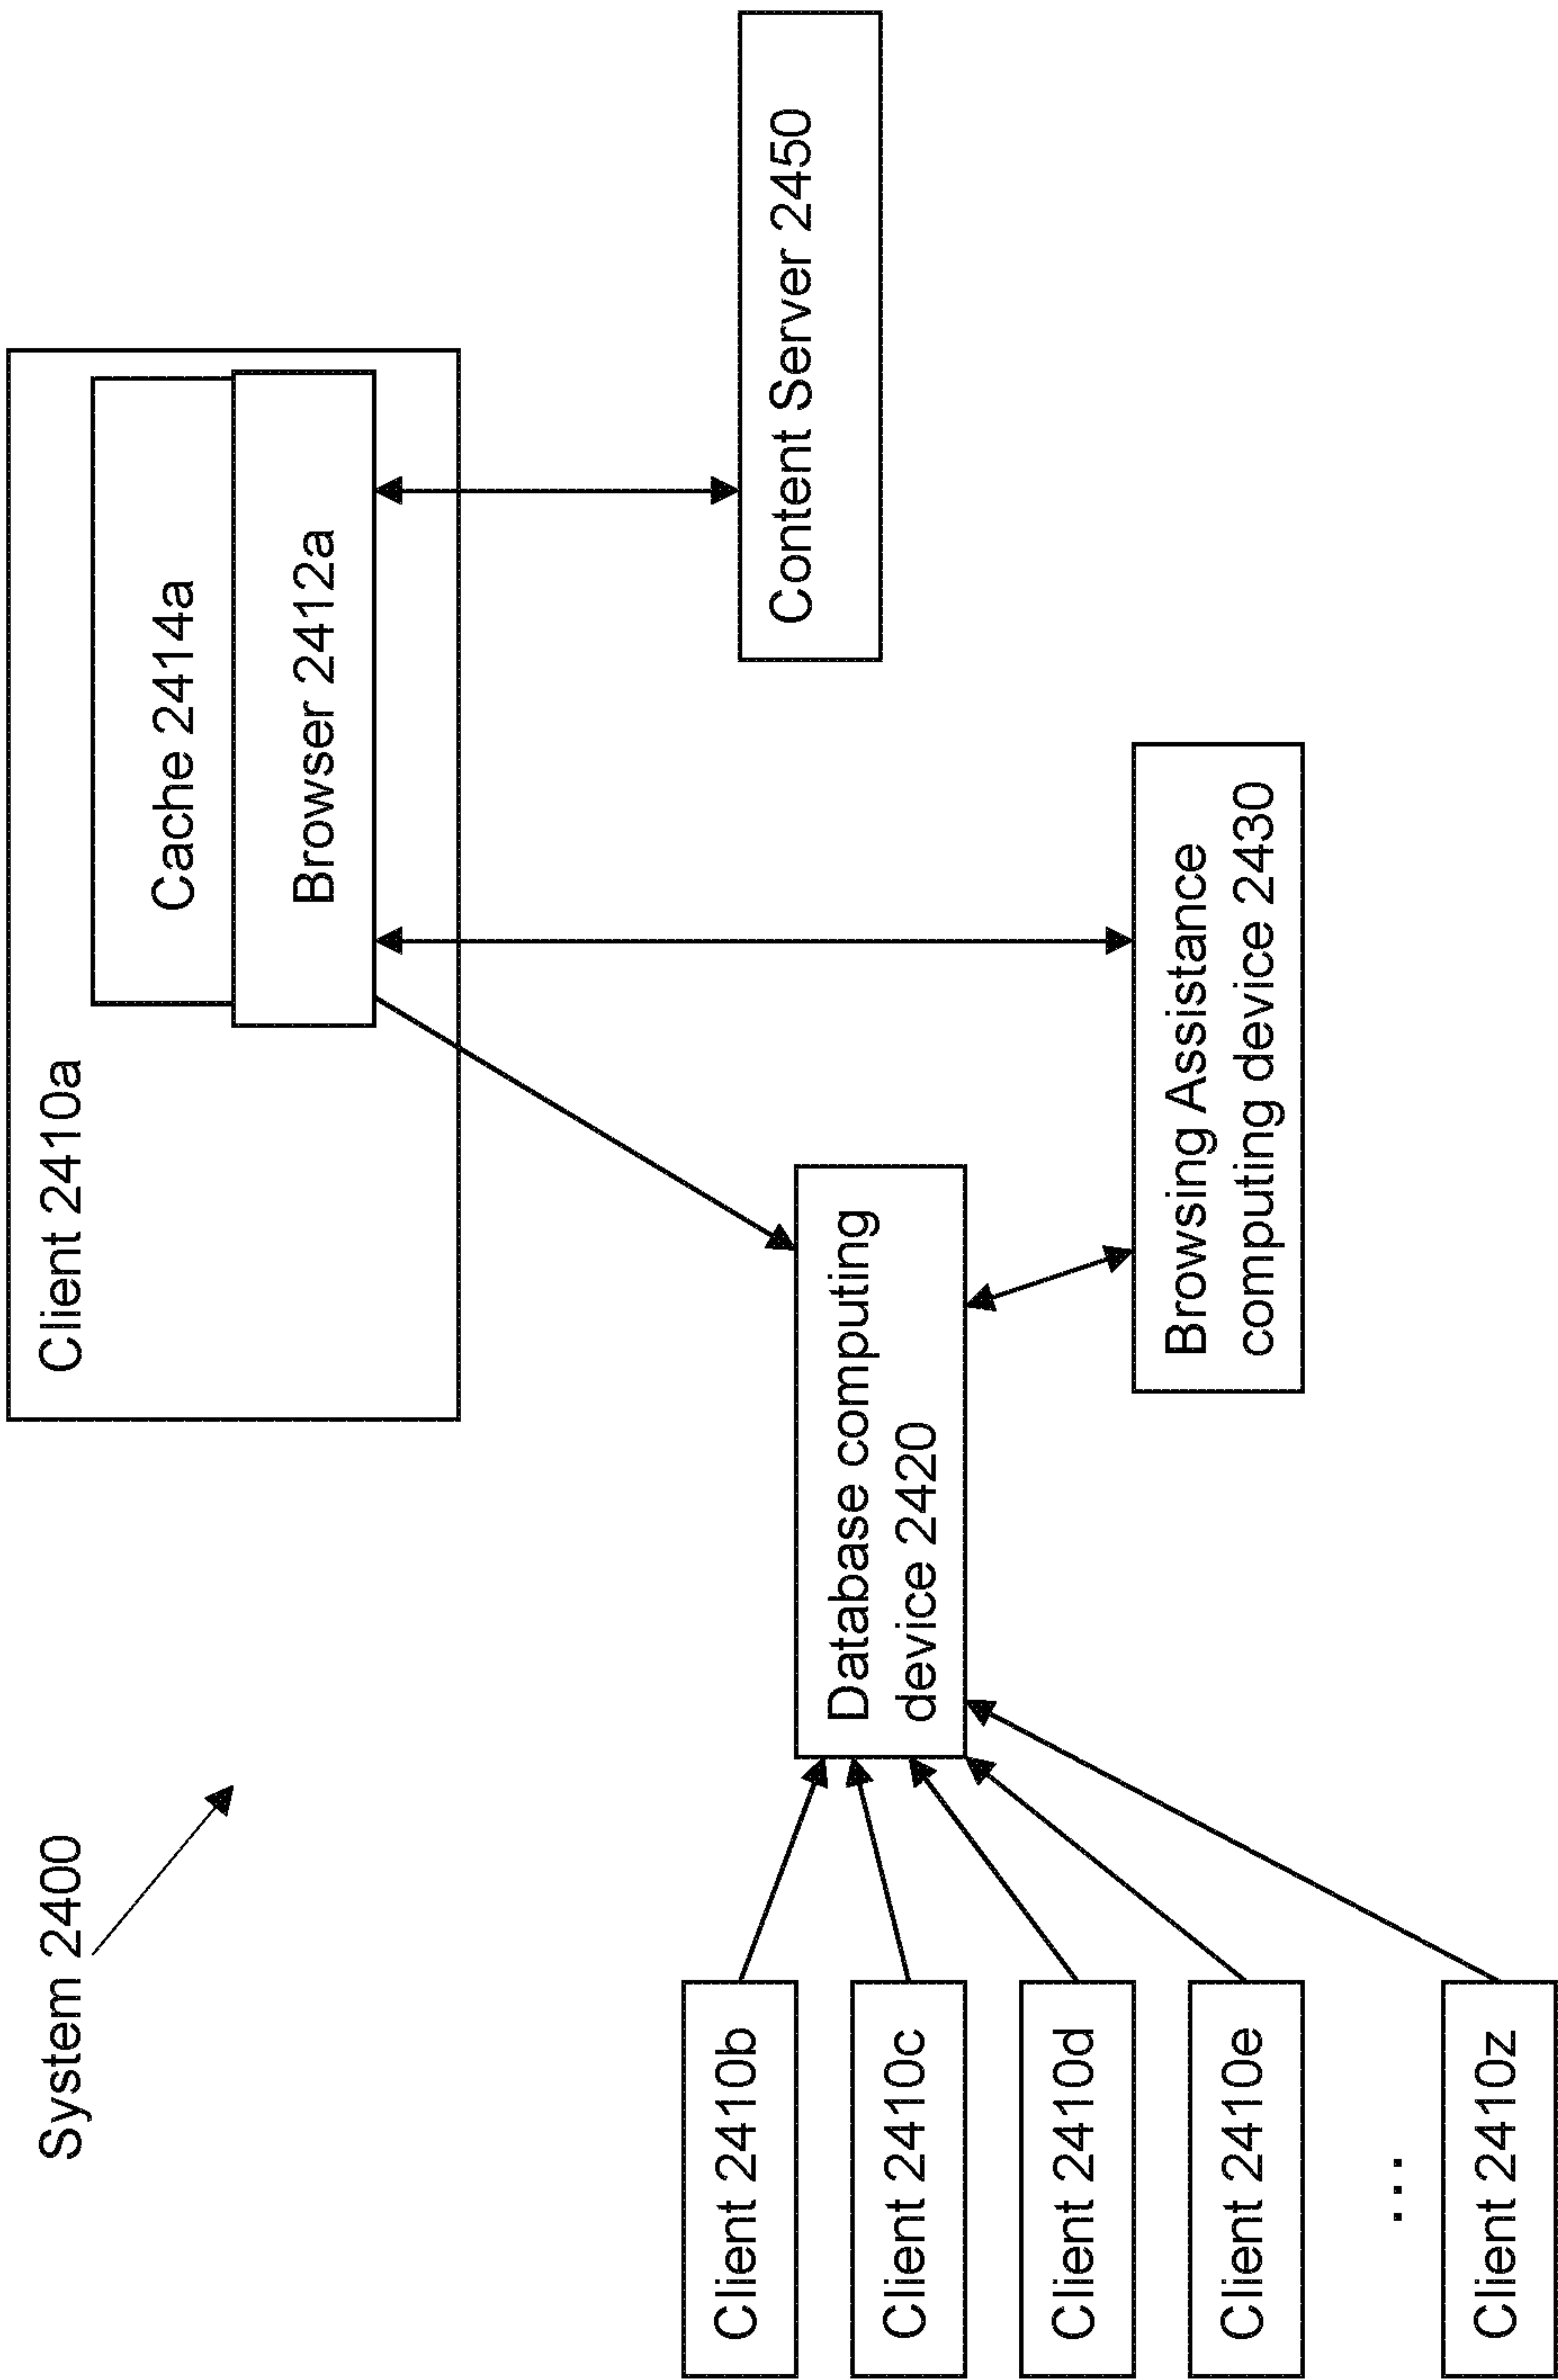 System 2400
Client 2410a
Cache 2414a
Browser 2412a
Client 2410b
Client 2410c
Client 2410d
Client 2410e
...
Client 2410z
Database computing
device 2420
Browsing Assistance
computing device 2430
Content Server 2450